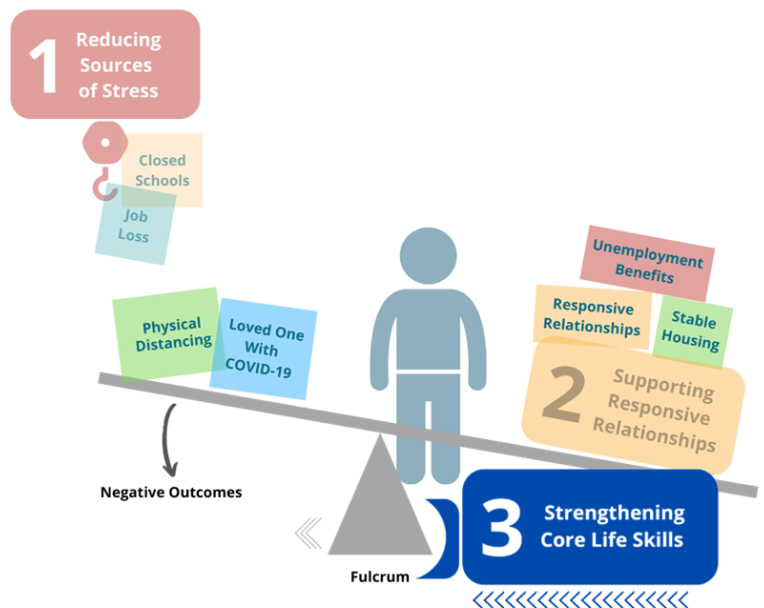 1
Reducing
Sources
of Stress
Closed
Schools
Job
Loss
Physical
Distancing
Loved One
With
COVID-19
Unemployment
Benefits
Responsive
Relationships
Stable
Housing
2
Supporting
Responsive
Relationships
Negative Outcomes
3
Strengthening
Core Life Skills
Fulcrum